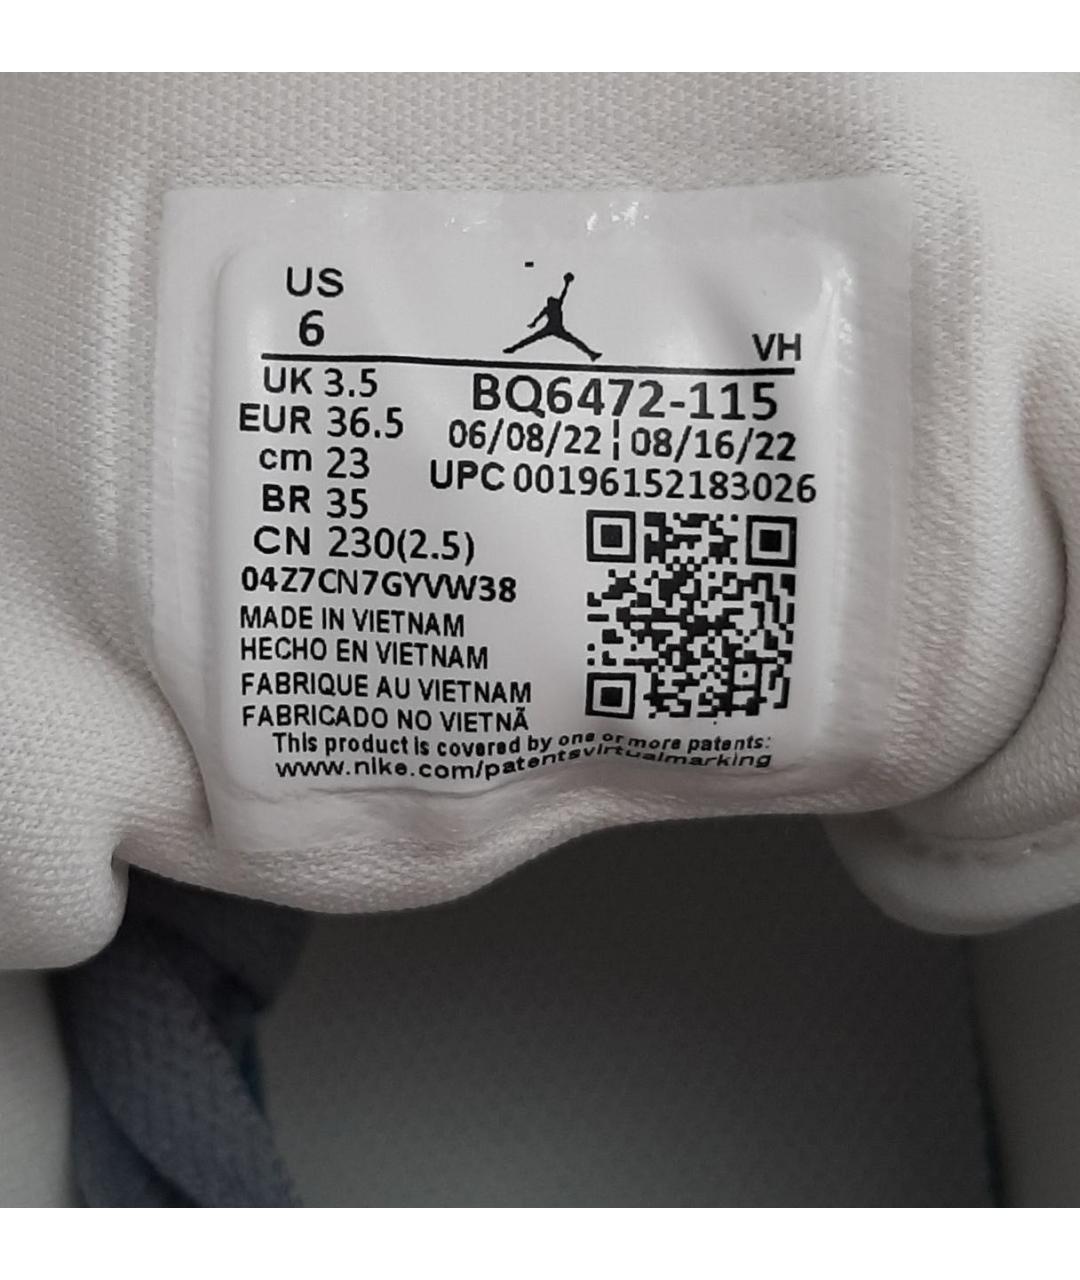 US
6
VH
UK 3.5
EUR 36.5
cm 23
BR 35
CN 230(2.5)
BQ6472-115
06/08/22 ¦ 08/16/22
UPC 00196152183026
04Z7CN7GYVW38
MADE IN VIETNAM
HECHO EN VIETNAM
FABRIQUE AU VIETNAM
FABRICADO NO VIETNÃ
This product is covered by one or more patents:
www.nike.com/patentsvirtualmarking